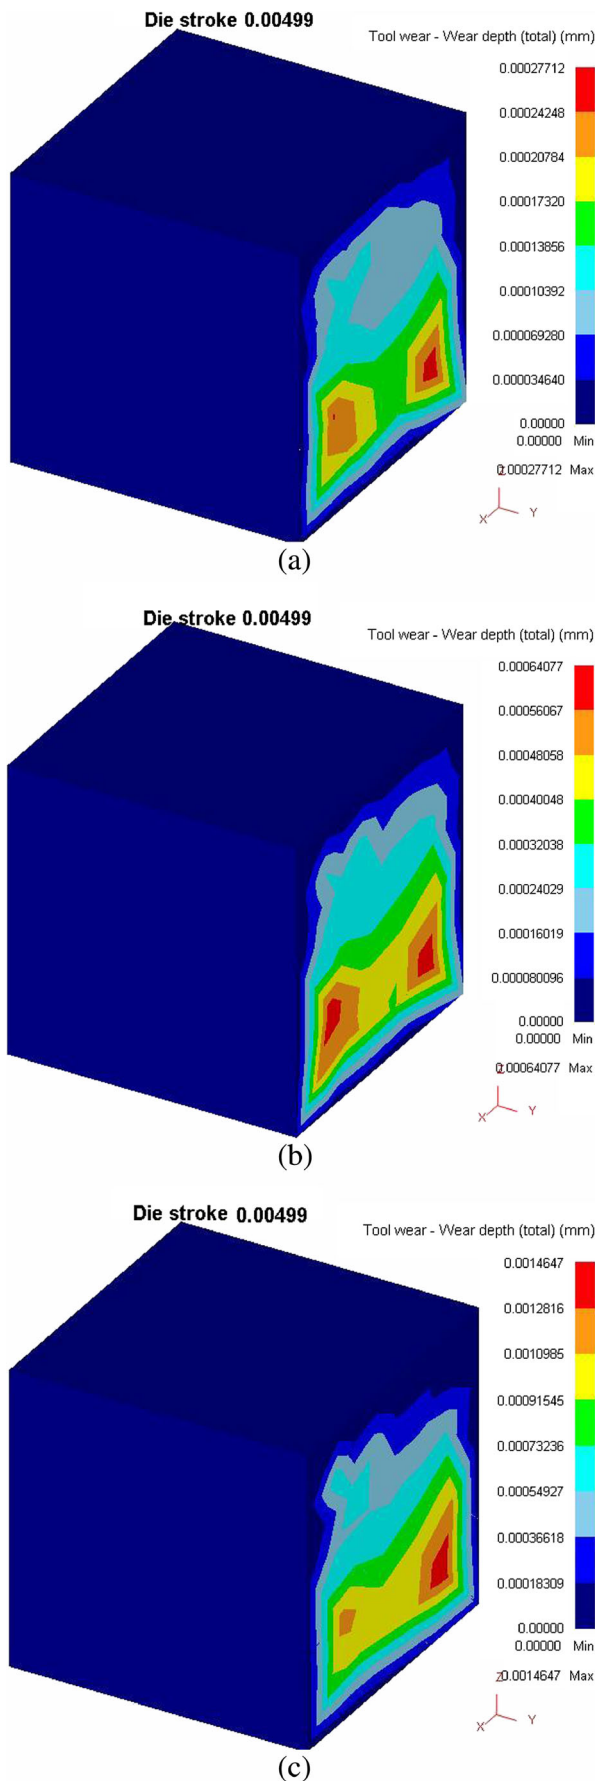 Die stroke 0.00499
Tool wear - Wear depth (total) (mm)
0.00027712
0.00024248
0.00020784
0.00017320
0.00013856
0.00010392
0.000069280
0.000034640
0.00000
0.00000 Min
0.00027712 Max
Z
X
Y
(a)
Die stroke 0.00499
Tool wear - Wear depth (total) (mm)
0.00064077
0.00056067
0.00048058
0.00040048
0.00032038
0.00024029
0.00016019
0.000080096
0.00000
0.00000 Min
0.00064077 Max
Z
X
Y
(b)
Die stroke 0.00499
Tool wear - Wear depth (total) (mm)
0.0014647
0.0012816
0.0010985
0.00091545
0.00073236
0.00054927
0.00036618
0.00018309
0.00000
0.00000 Min
0.0014647 Max
Z
X
Y
(c)